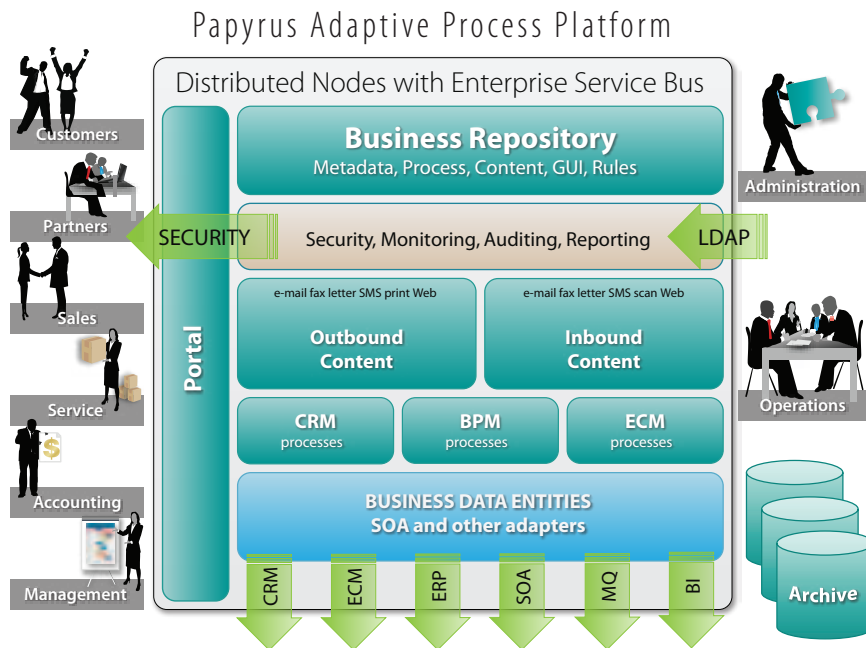 Papyrus Adaptive Process Platform
Distributed Nodes with Enterprise Service Bus
Customers
Partners
Sales
Service
Accounting
$
Management
Portal
Business Repository
Metadata, Process, Content, GUI, Rules
SECURITY
Security, Monitoring, Auditing, Reporting
LDAP
e-mail fax letter SMS print Web
Outbound
Content
e-mail fax letter SMS scan Web
Inbound
Content
CRM
processes
BPM
processes
ECM
processes
BUSINESS DATA ENTITIES
SOA and other adapters
CRM
ECM
ERP
SOA
MQ
BI
Administration
Operations
Archive